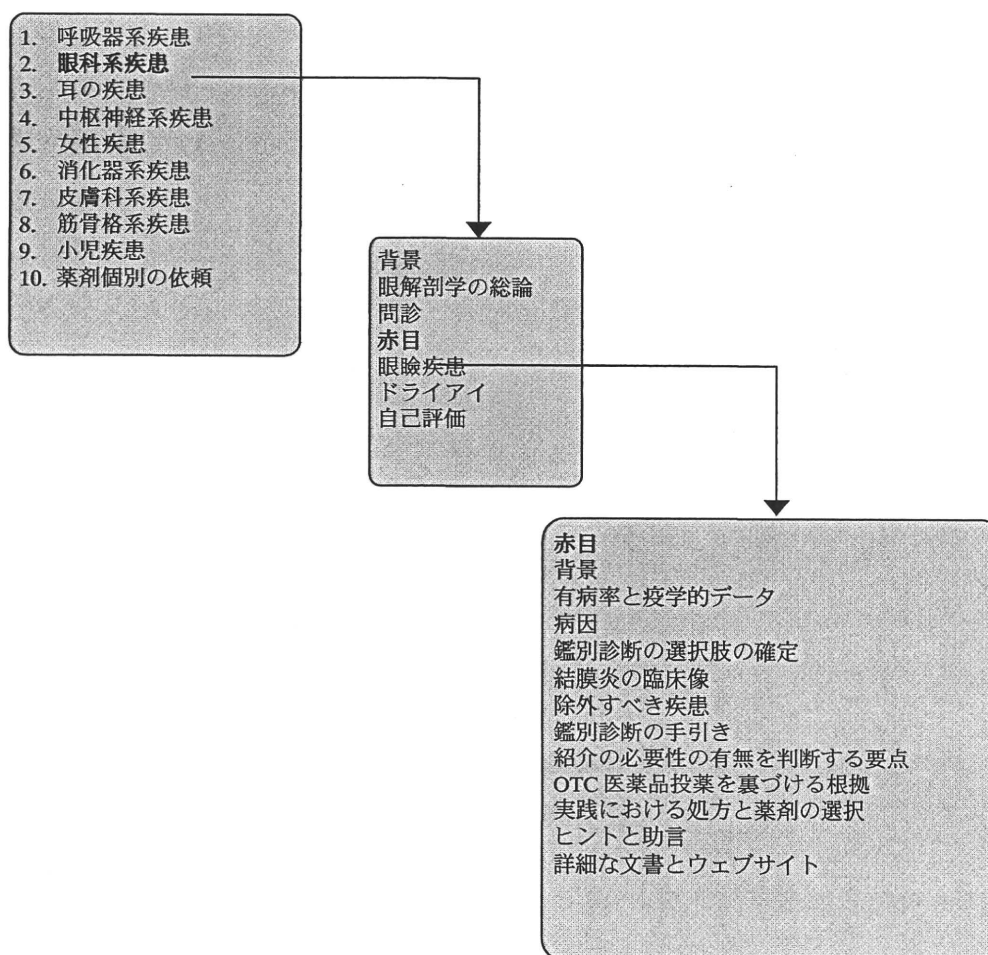 1. 呼吸器系疾患
2. 眼科系疾患
3. 耳の疾患
4. 中枢神経系疾患
5. 女性疾患
6. 消化器系疾患
7. 皮膚科系疾患
8. 筋骨格系疾患
9. 小児疾患
10. 薬剤個別の依頼
背景
眼解剖学の総論
問診
赤目
眼瞼疾患
ドライアイ
自己評価
赤目
背景
有病率と疫学的データ
病因
鑑別診断の選択肢の確定
結膜炎の臨床像
除外すべき疾患
鑑別診断の手引き
紹介の必要性の有無を判断する要点
OTC 医薬品投薬を裏づける根拠
実践における処方と薬剤の選択
ヒントと助言
詳細な文書とウェブサイト